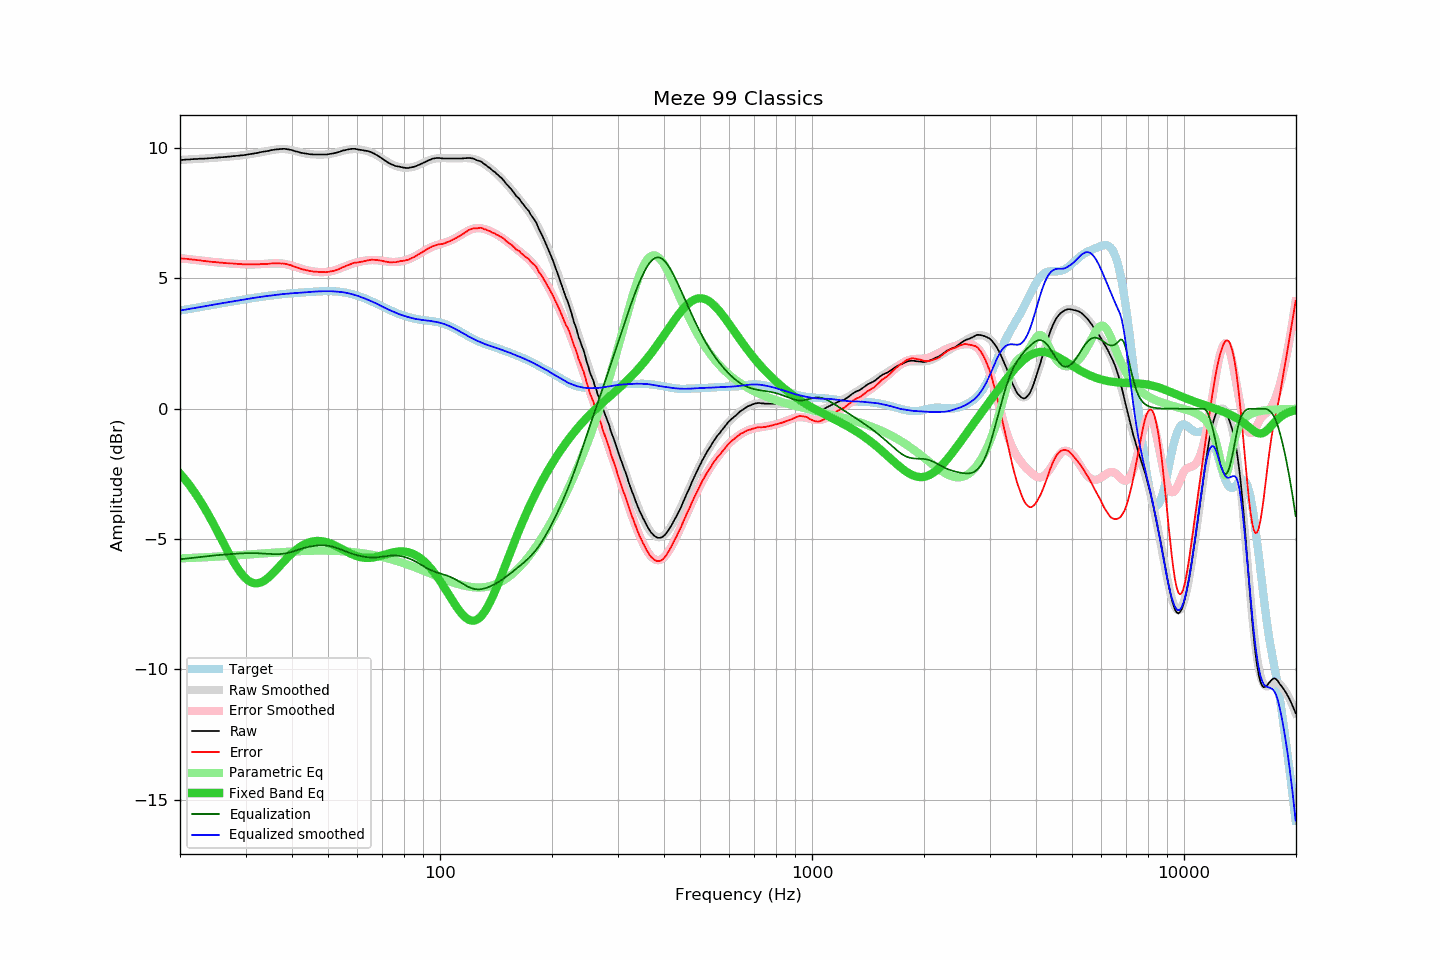 Meze 99 Classics
10
5
0
−5
−10
−15
Amplitude (dBr)
Target
Raw Smoothed
Error Smoothed
Raw
Error
Parametric Eq
Fixed Band Eq
Equalization
Equalized smoothed
100 1000 10000
Frequency (Hz)